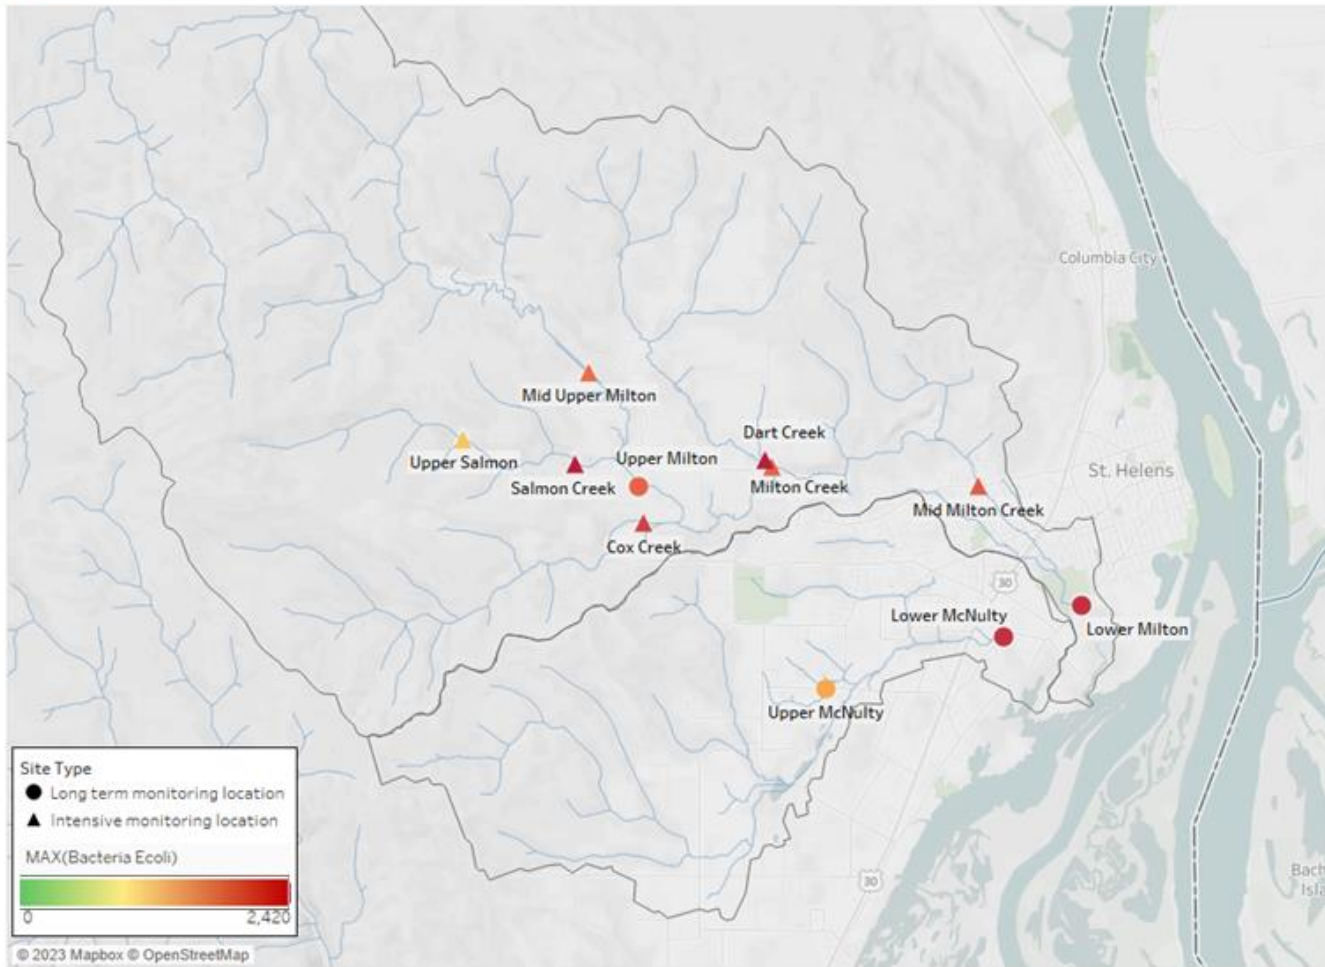 Columbia City
Mid Upper Milton
Dart Creek
Upper Salmon
Upper Milton
St. Helens
Salmon Creek
Milton Creek
Mid Milton Creek
Cox Creek
30
Lower McNulty
Lower Milton
Upper McNulty
Site Type
Long term monitoring location
Intensive monitoring location
MAX(Bacteria Ecoli)
0
2,420
30
Bach
Isla
© 2023 Mapbox © OpenStreetMap